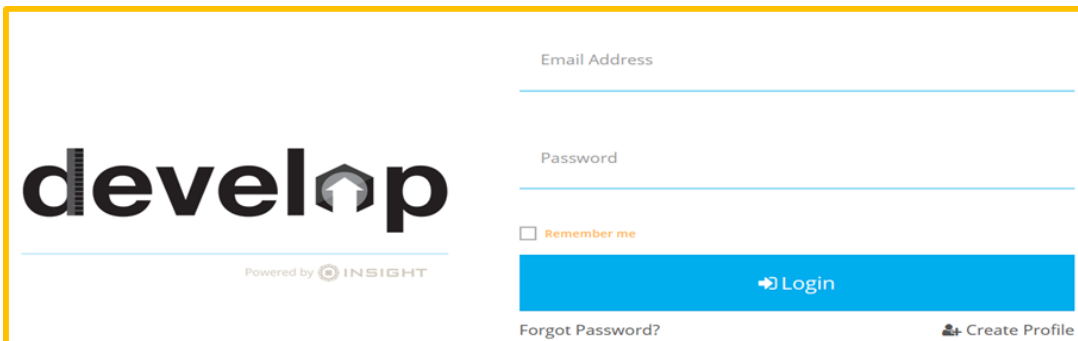 develop
Powered by INSIGHT
Email Address
Password
Remember me
Login
Forgot Password?
Create Profile